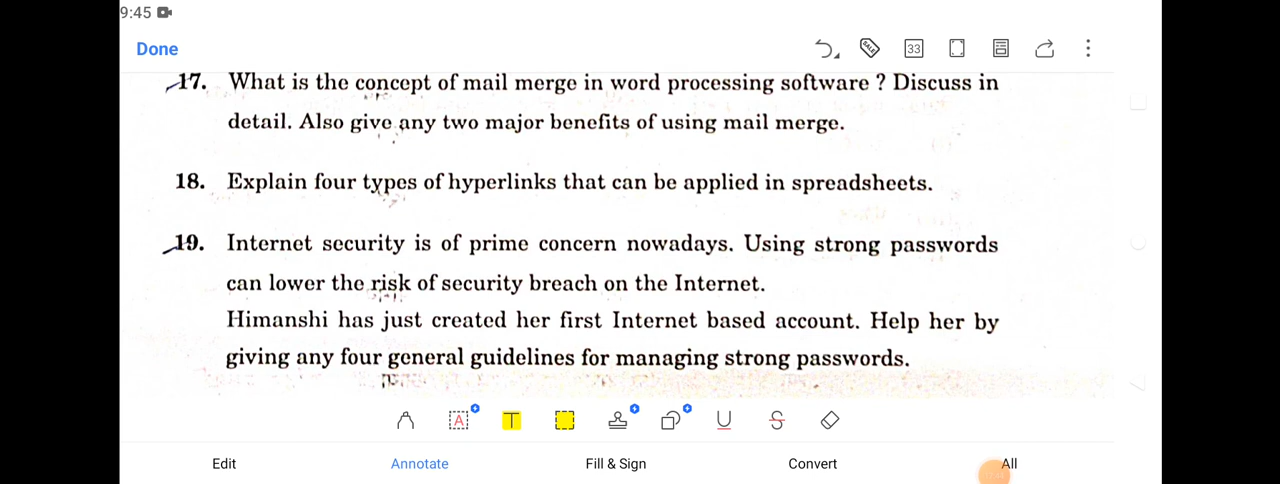 9:45
Done
33
17. What is the concept of mail merge in word processing software ? Discuss in
detail. Also give any two major benefits of using mail merge.
18. Explain four types of hyperlinks that can be applied in spreadsheets.
19. Internet security is of prime concern nowadays. Using strong passwords
can lower the risk of security breach on the Internet.
Himanshi has just created her first Internet based account. Help her by
giving any four general guidelines for managing strong passwords.
A T U S
Edit Annotate Fill & Sign Convert All